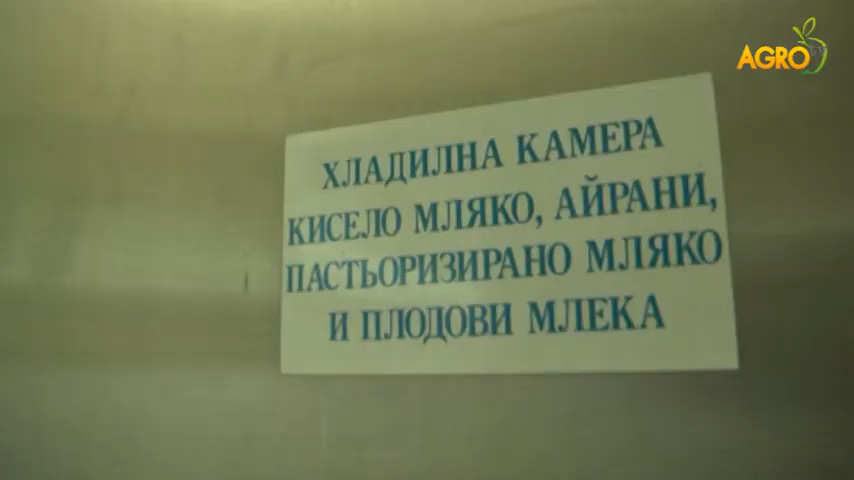 AGRO
ХЛАДИЛНА КАМЕРА
КИСЕЛО МЛЯКО, АЙРАНИ,
ПАСТЬОРИЗИРАНО МЛЯКО
И ПЛОДОВИ МЛЕКА